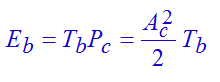 $E_b = T_b P_c = \frac{A_c^2}{2} T_b$